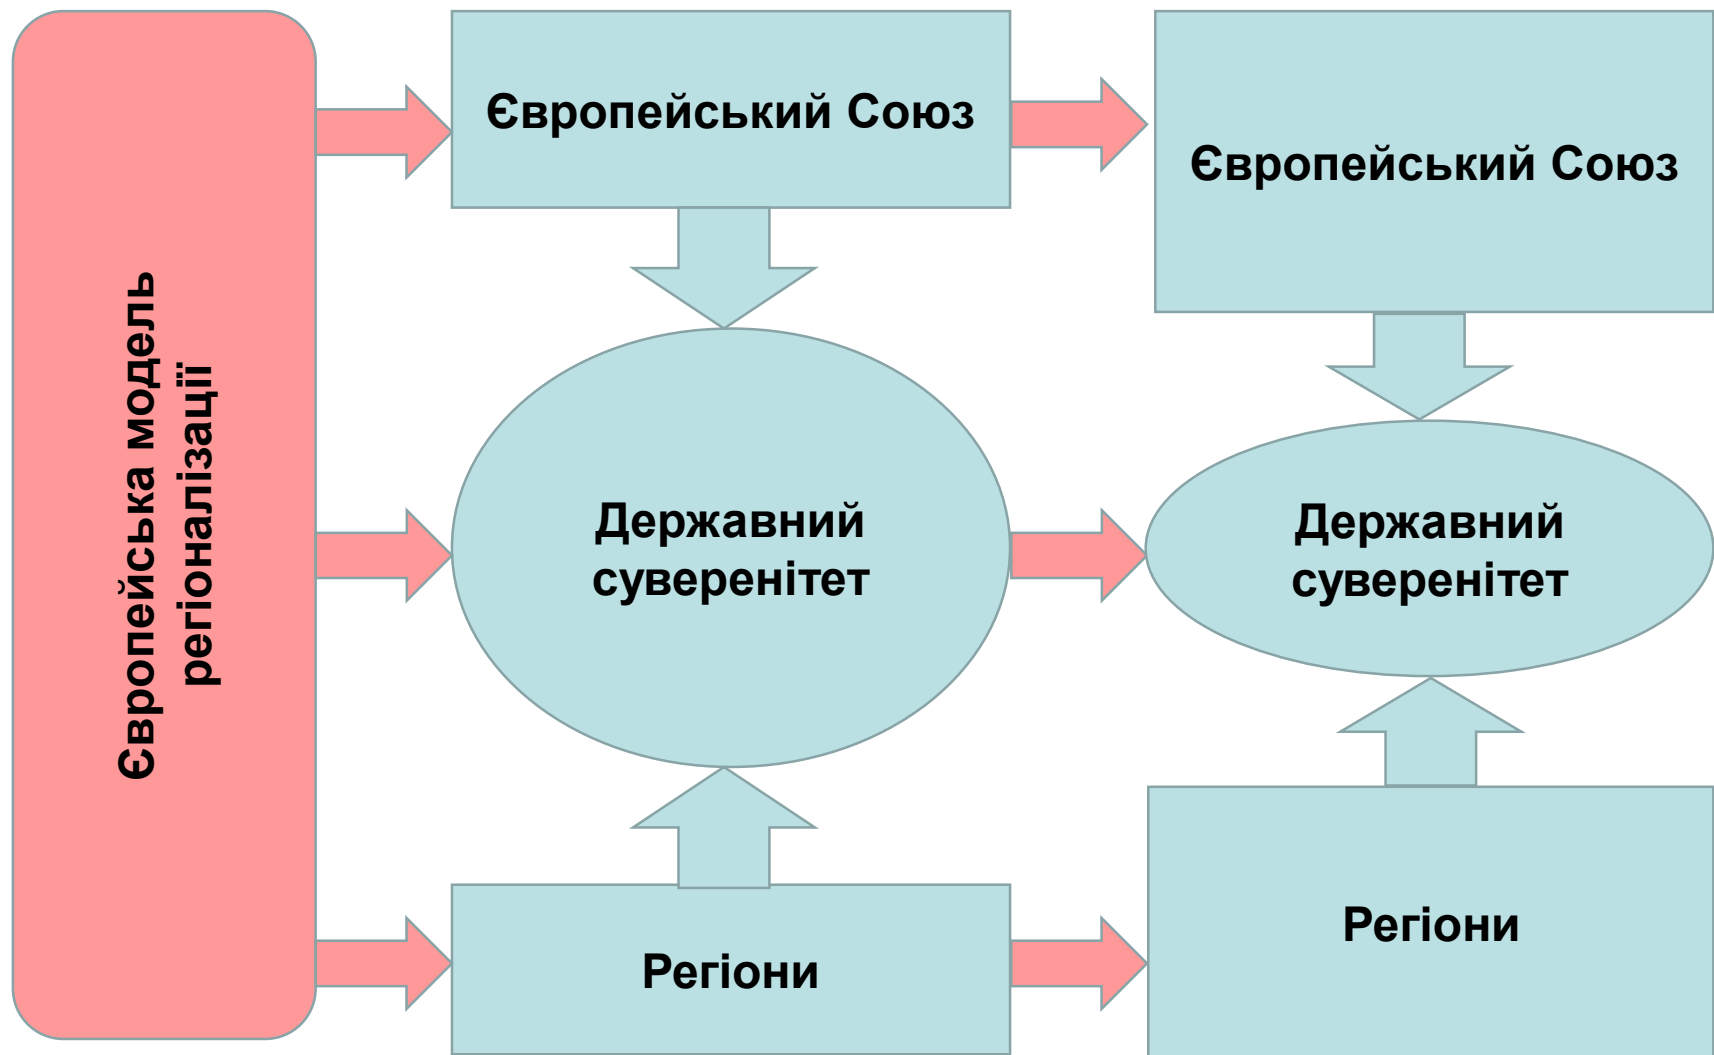 Європейська модель
регіоналізації
Європейський Союз
Європейський Союз
Державний
суверенітет
Державний
суверенітет
Регіони
Регіони